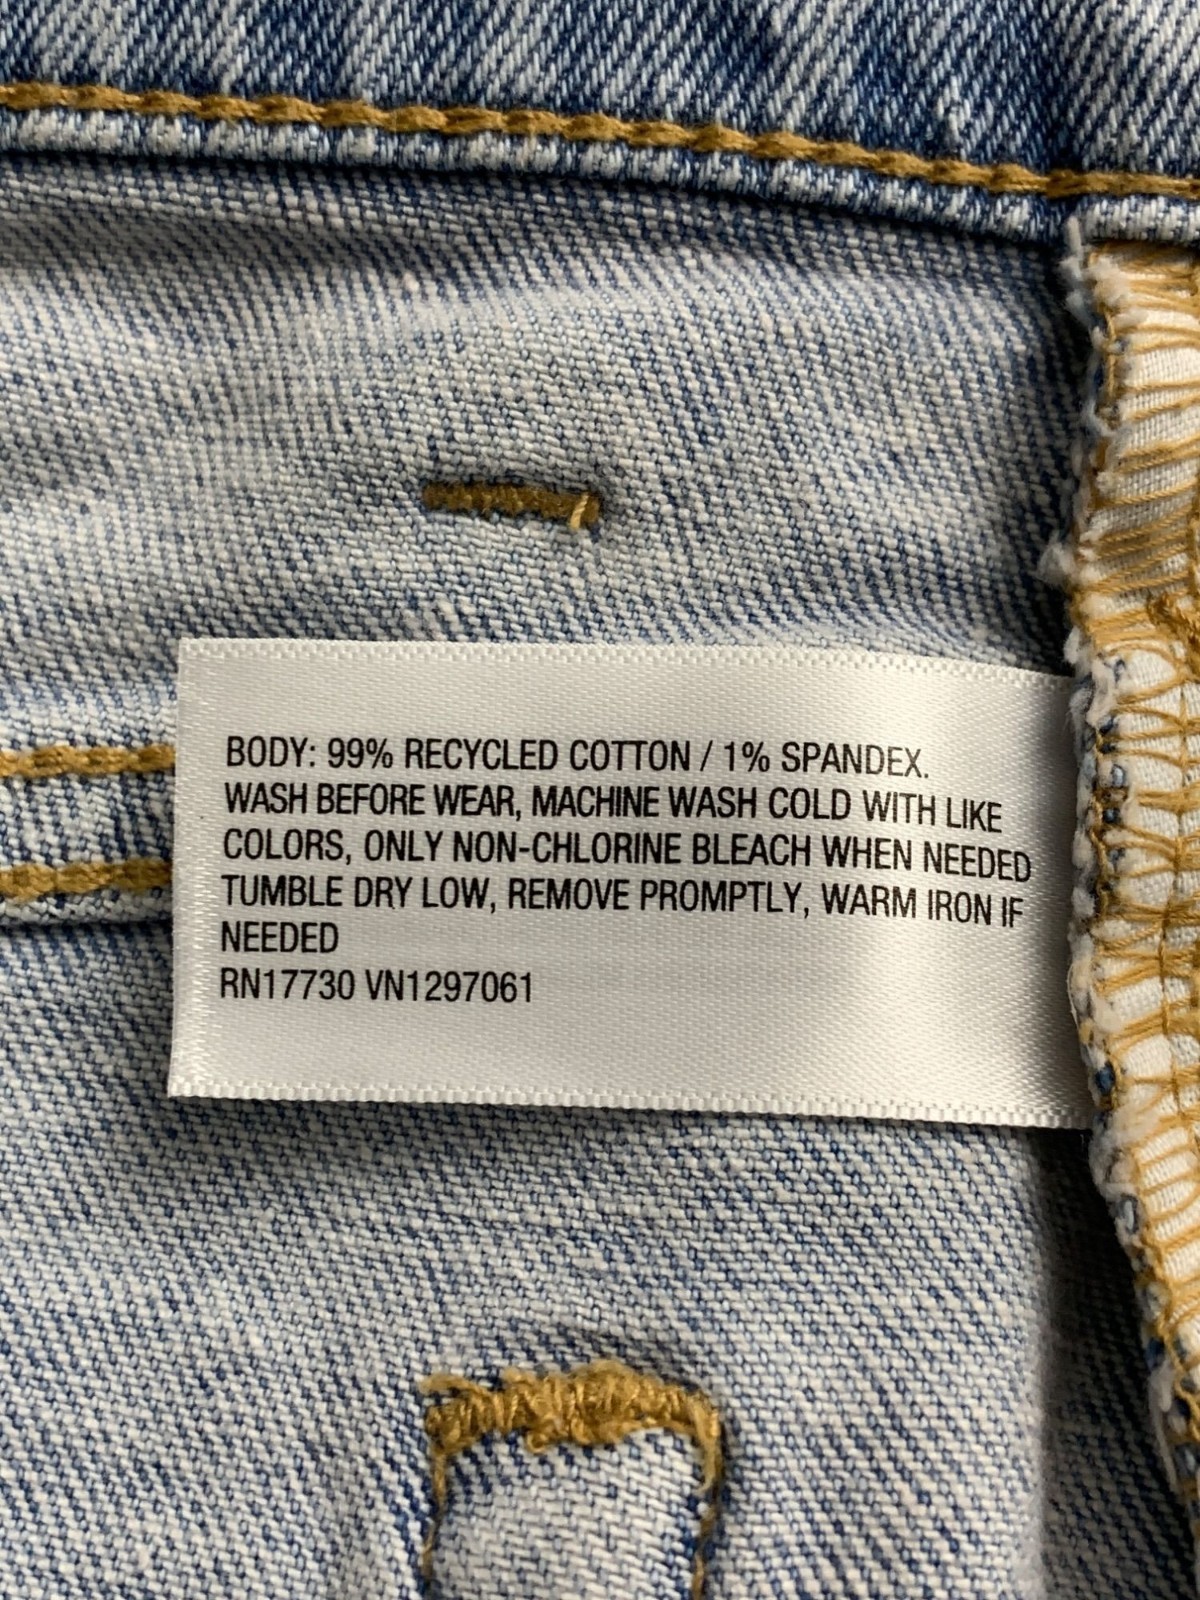 BODY: 99% RECYCLED COTTON / 1% SPANDEX.
WASH BEFORE WEAR, MACHINE WASH COLD WITH LIKE
COLORS, ONLY NON-CHLORINE BLEACH WHEN NEEDED
TUMBLE DRY LOW, REMOVE PROMPTLY, WARM IRON IF
NEEDED
RN17730 VN1297061